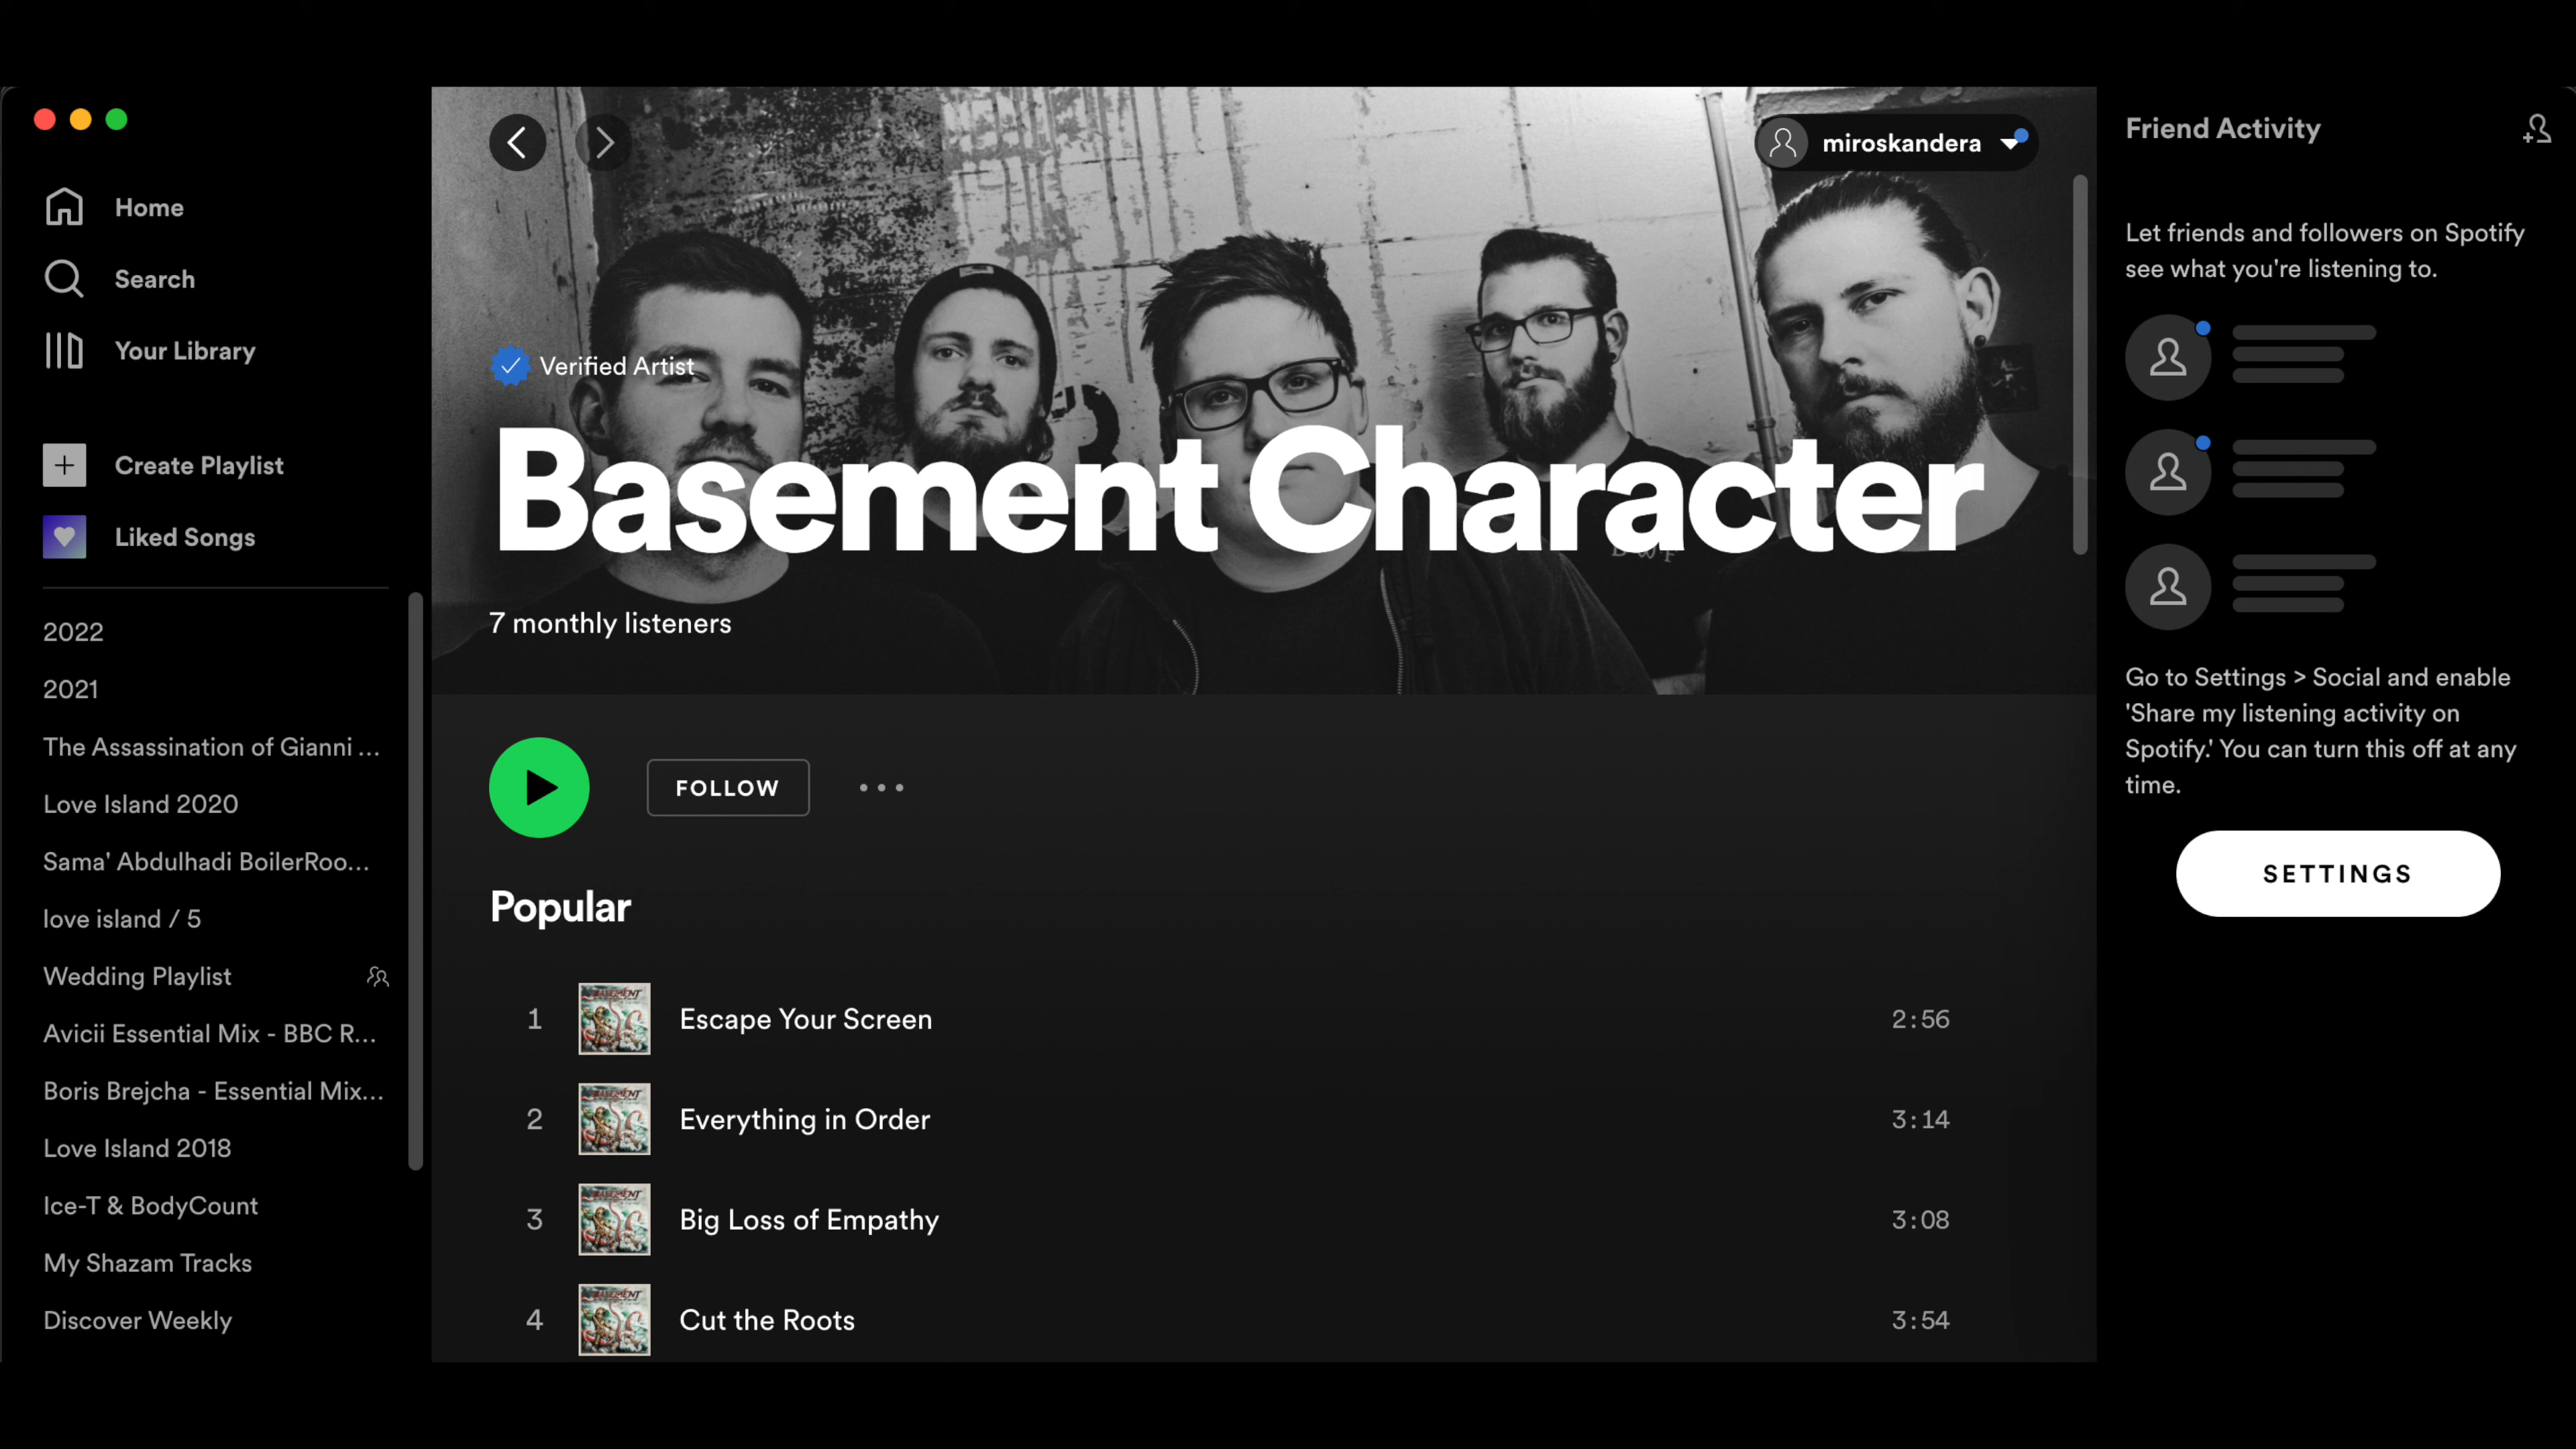 Home
Search
Your Library
Create Playlist
Liked Songs
2022
2021
The Assassination of Gianni ...
Love Island 2020
Sama' Abdulhadi BoilerRoo...
love island / 5
Wedding Playlist
Avicii Essential Mix - BBC R...
Boris Brejcha - Essential Mix...
Love Island 2018
Ice-T & BodyCount
My Shazam Tracks
Discover Weekly
miroskandera
Verified Artist
Basement Character
7 monthly listeners
FOLLOW
Popular
1 Escape Your Screen 2:56
2 Everything in Order 3:14
3 Big Loss of Empathy 3:08
4 Cut the Roots 3:54
Friend Activity
Let friends and followers on Spotify
see what you're listening to.
Go to Settings > Social and enable
'Share my listening activity on
Spotify.' You can turn this off at any
time.
SETTINGS